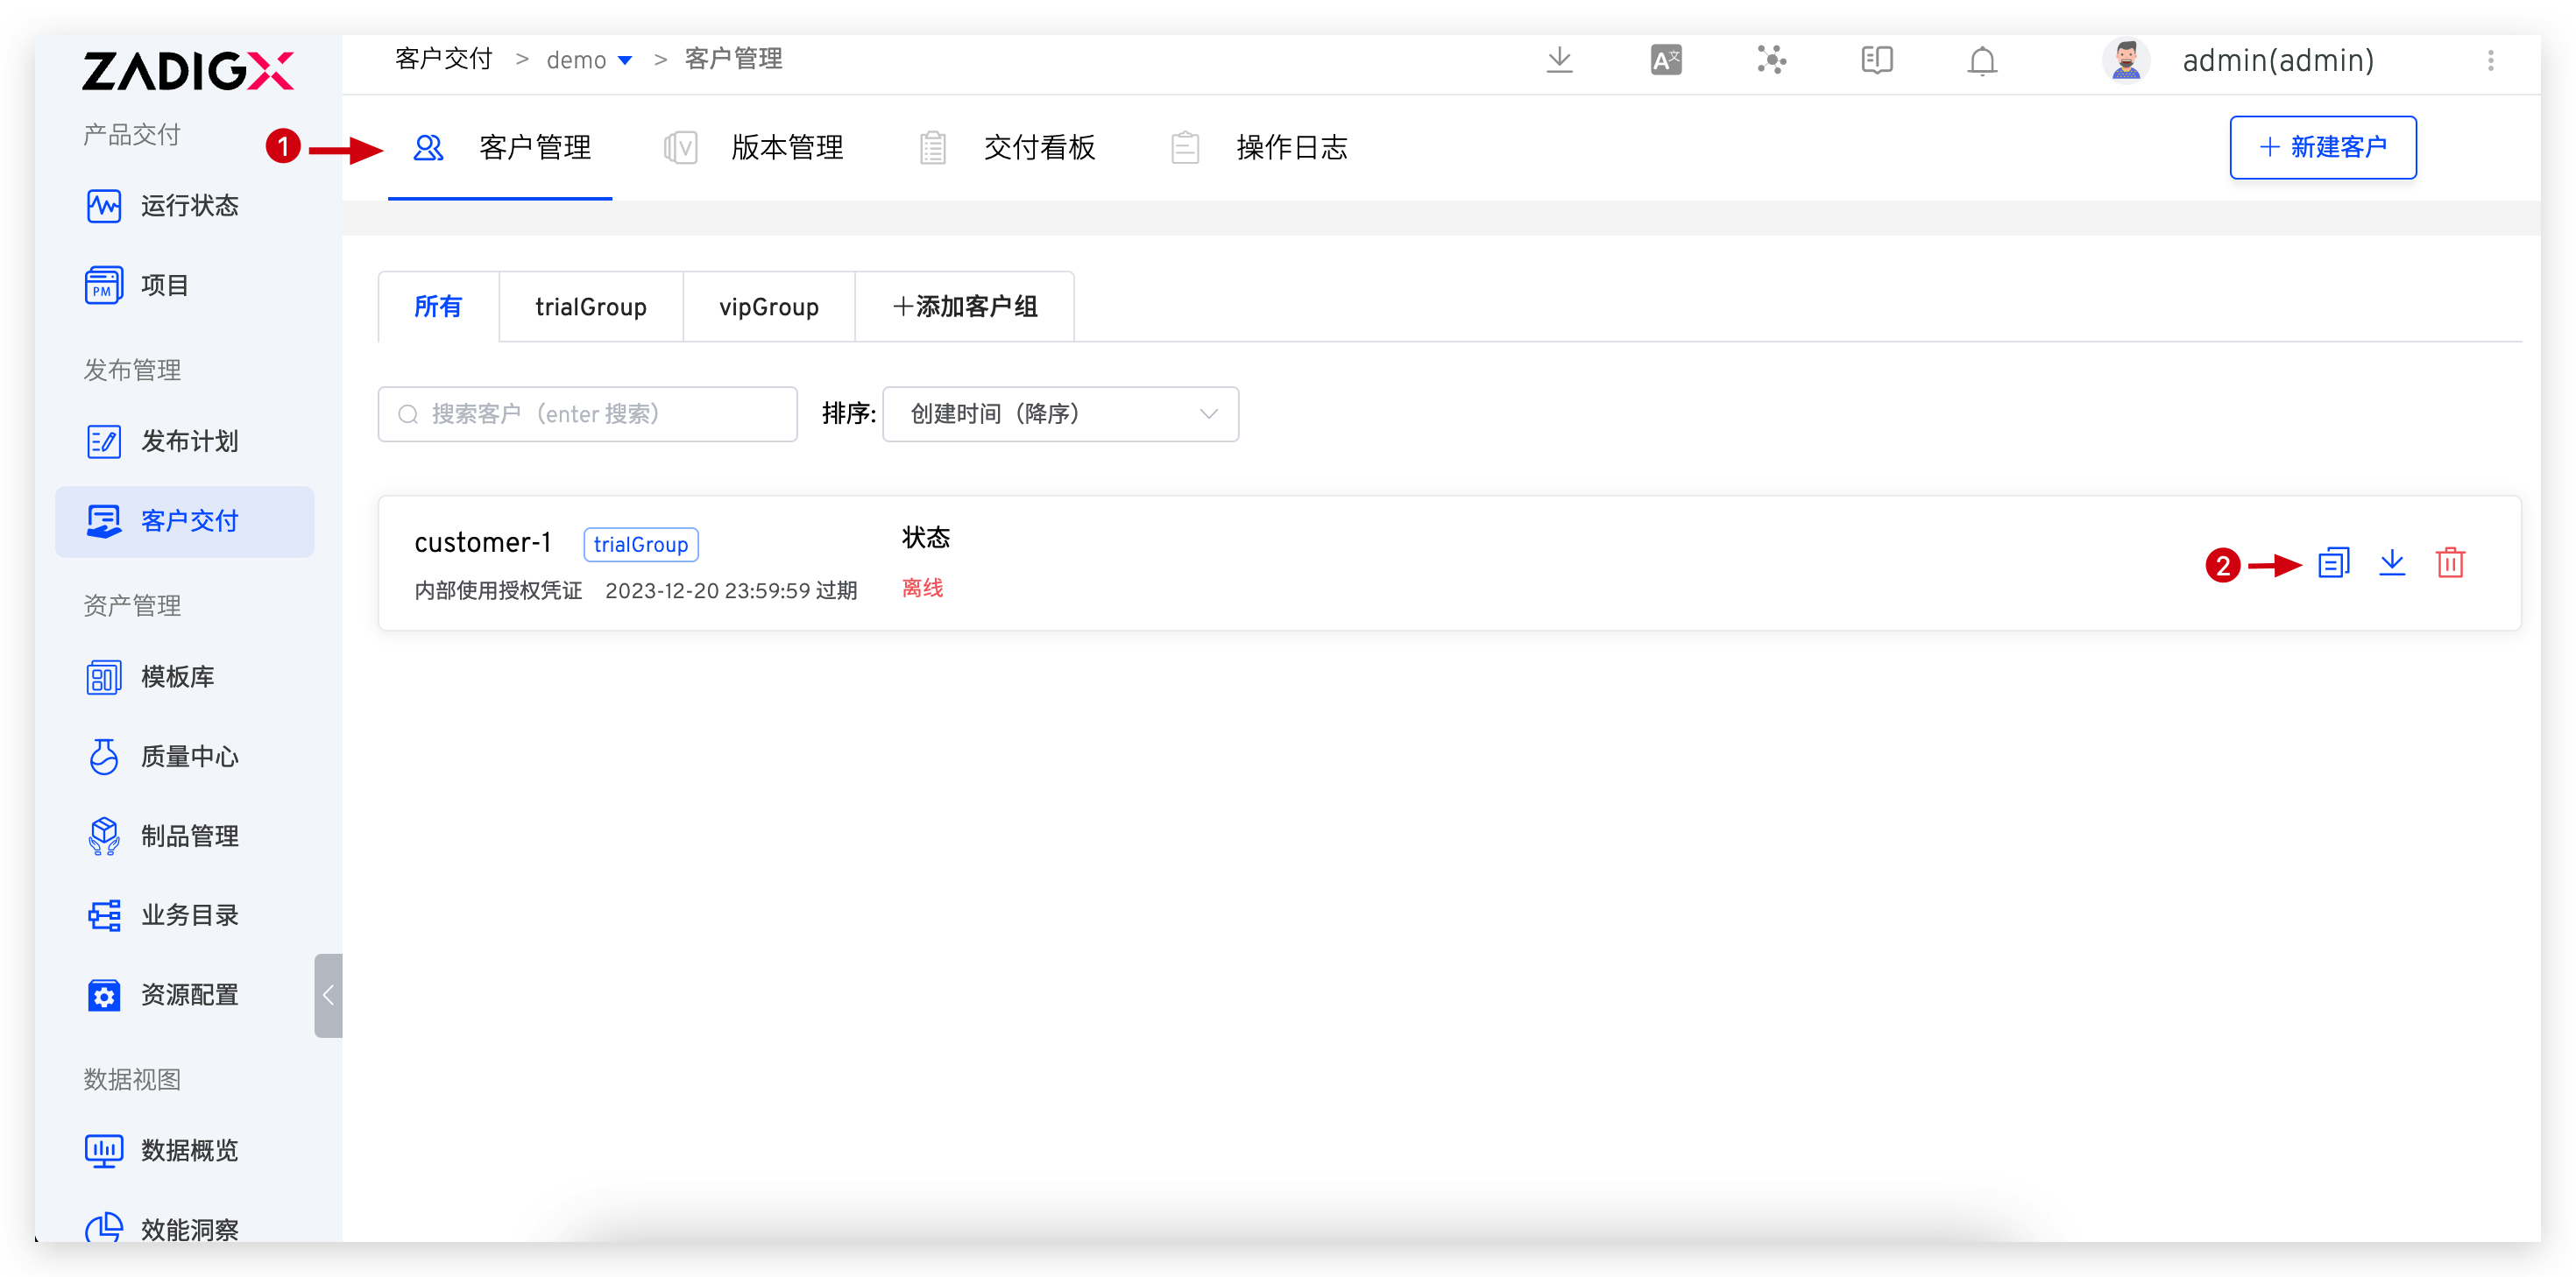 ZADIGX
产品交付
运行状态
PM
项目
发布管理
发布计划
客户交付
资产管理
模板库
质量中心
制品管理
业务目录
资源配置
数据视图
数据概览
效能洞察
客户交付 > demo > 客户管理
A文
admin(admin)
1
客户管理
V
版本管理
交付看板
操作日志
新建客户
所有
trialGroup
vipGroup
+添加客户组
搜索客户（enter 搜索）
排序:
创建时间（降序）
customer-1
trialGroup
状态
内部使用授权凭证 2023-12-20 23:59:59 过期
离线
2